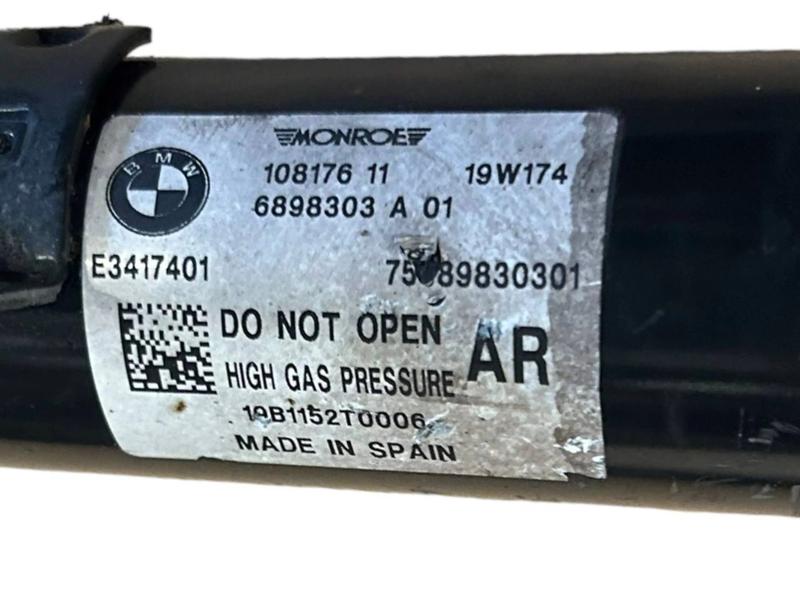 MONROE
BMW
108176 11 19W174
6898303 A 01
E3417401
DO NOT OPEN
AR
HIGH GAS PRESSURE
19B1152T0006
MADE IN SPAIN